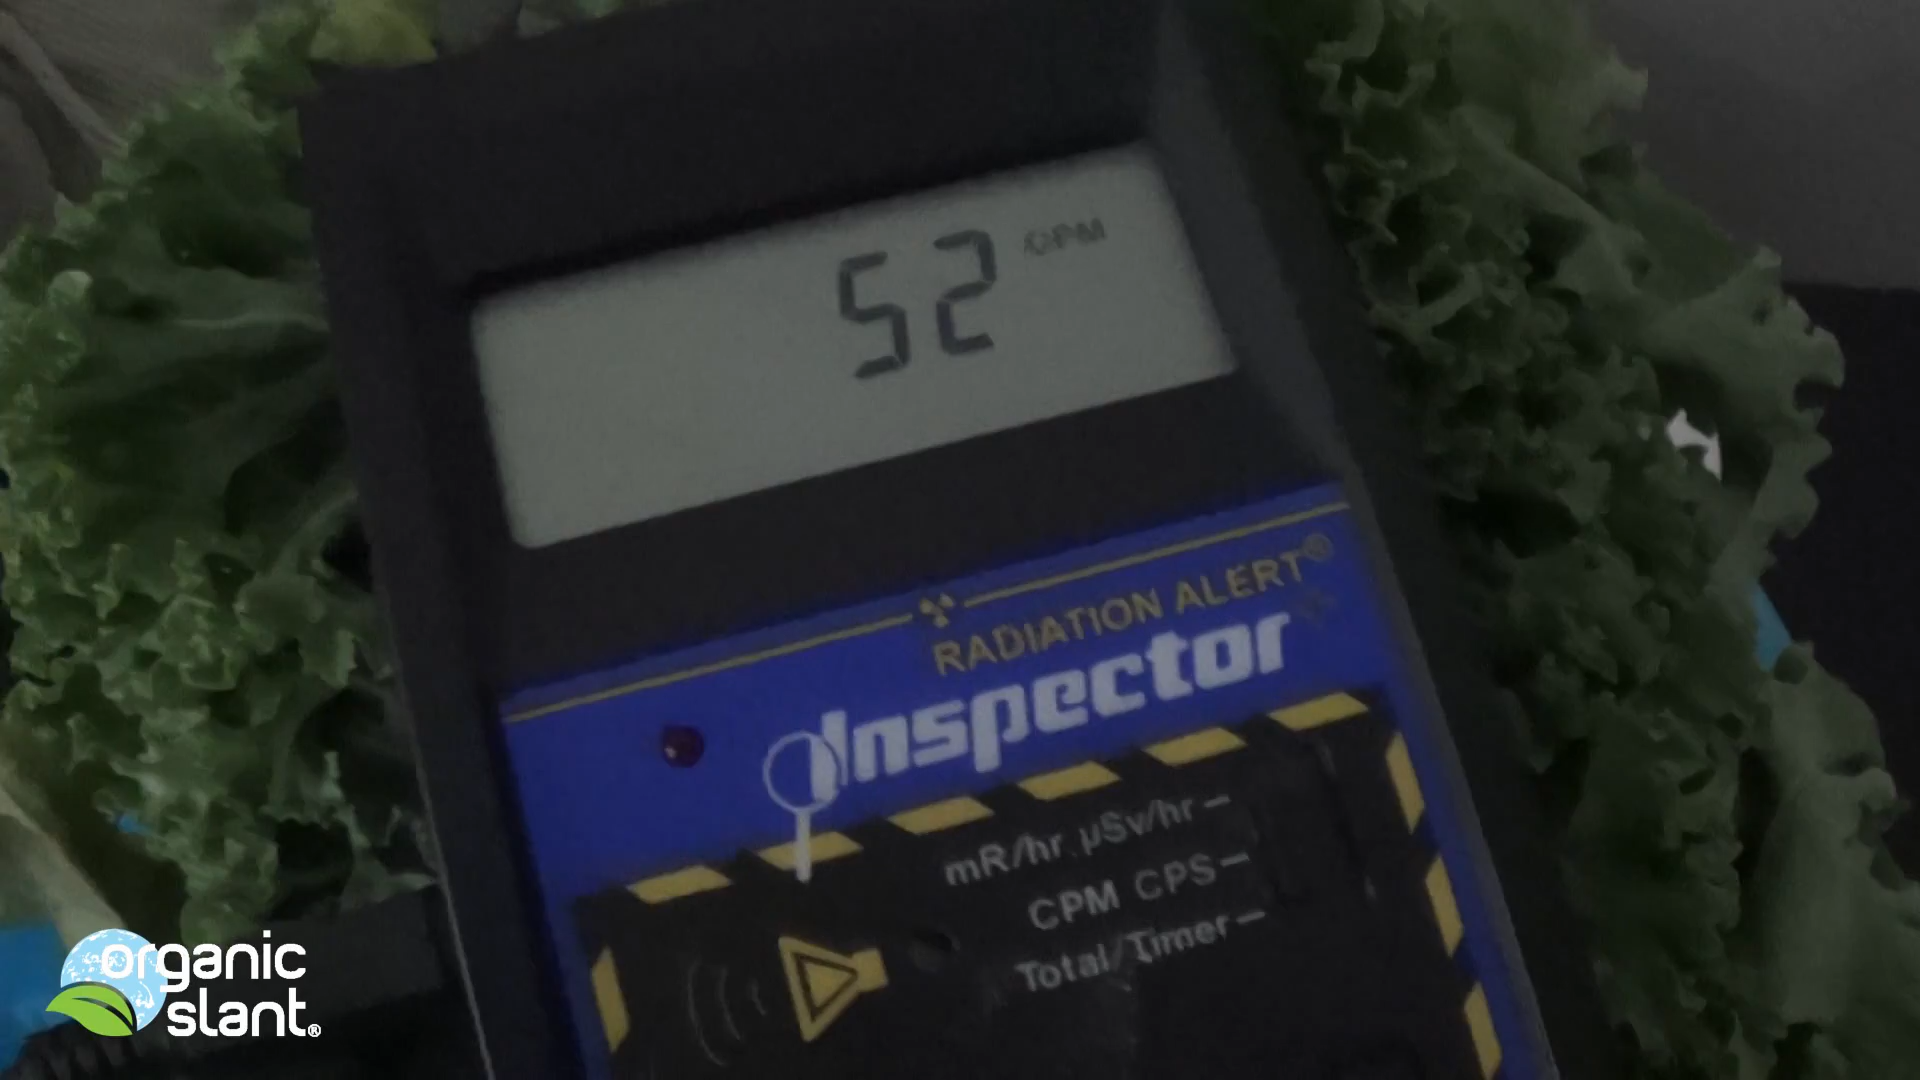 52 CPM
RADIATION ALERT®
Inspector
mR/hr µSv/hr
CPM CPS
Total/Timer
organic
slant®